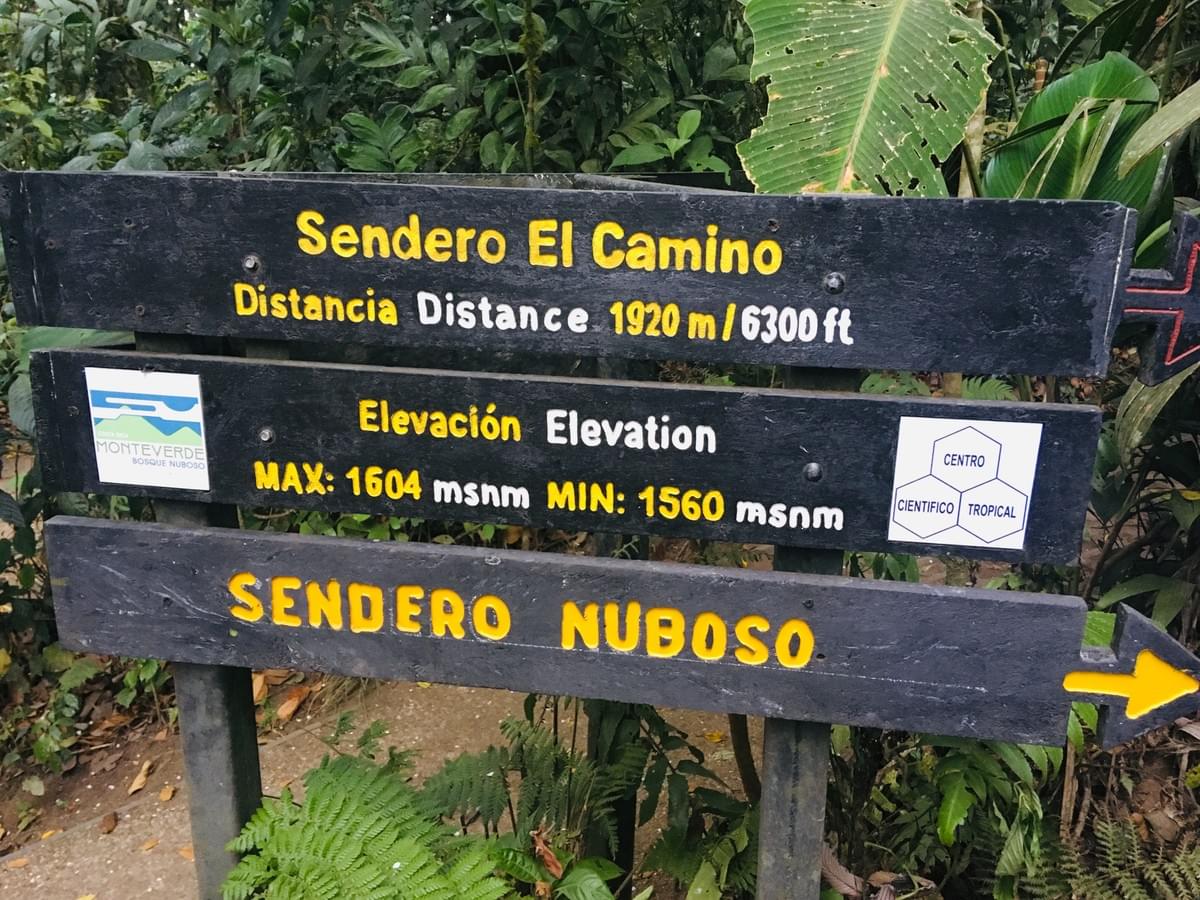 Sendero El Camino
Distancia Distance 1920 m/6300 ft
Elevación Elevation
MAX: 1604 msnm MIN: 1560 msnm
MONTEVERDE
BOSQUE NUBOSO
CENTRO
CIENTIFICO TROPICAL
SENDERO NUBOSO